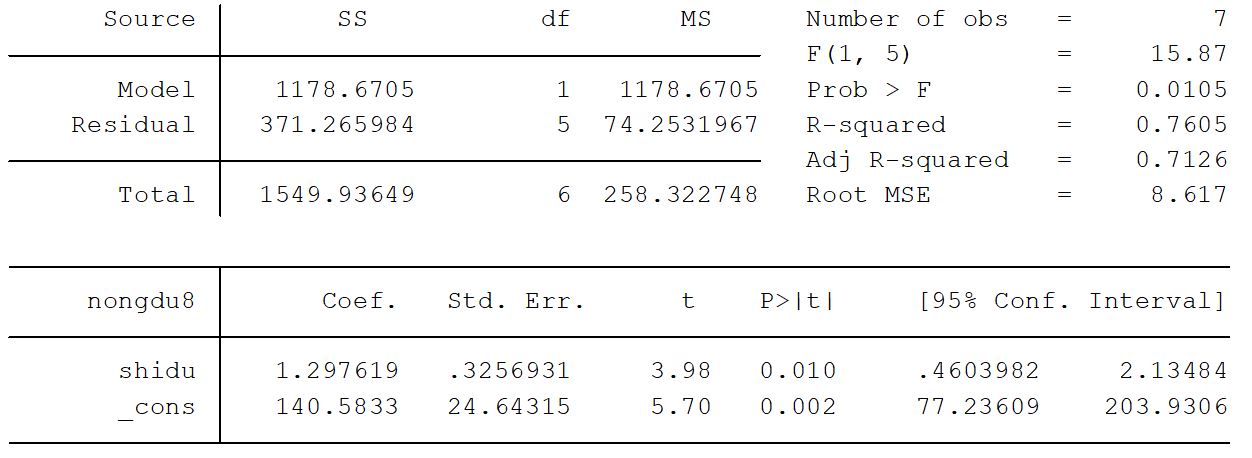 Source SS df MS Number of obs = 7
F(1, 5) = 15.87
Model 1178.6705 1 1178.6705 Prob > F = 0.0105
Residual 371.265984 5 74.2531967 R-squared = 0.7605
Adj R-squared = 0.7126
Total 1549.93649 6 258.322748 Root MSE = 8.617
nongdu8 Coef. Std. Err. t P>|t| [95% Conf. Interval]
shidu 1.297619 .3256931 3.98 0.010 .4603982 2.13484
_cons 140.5833 24.64315 5.70 0.002 77.23609 203.9306